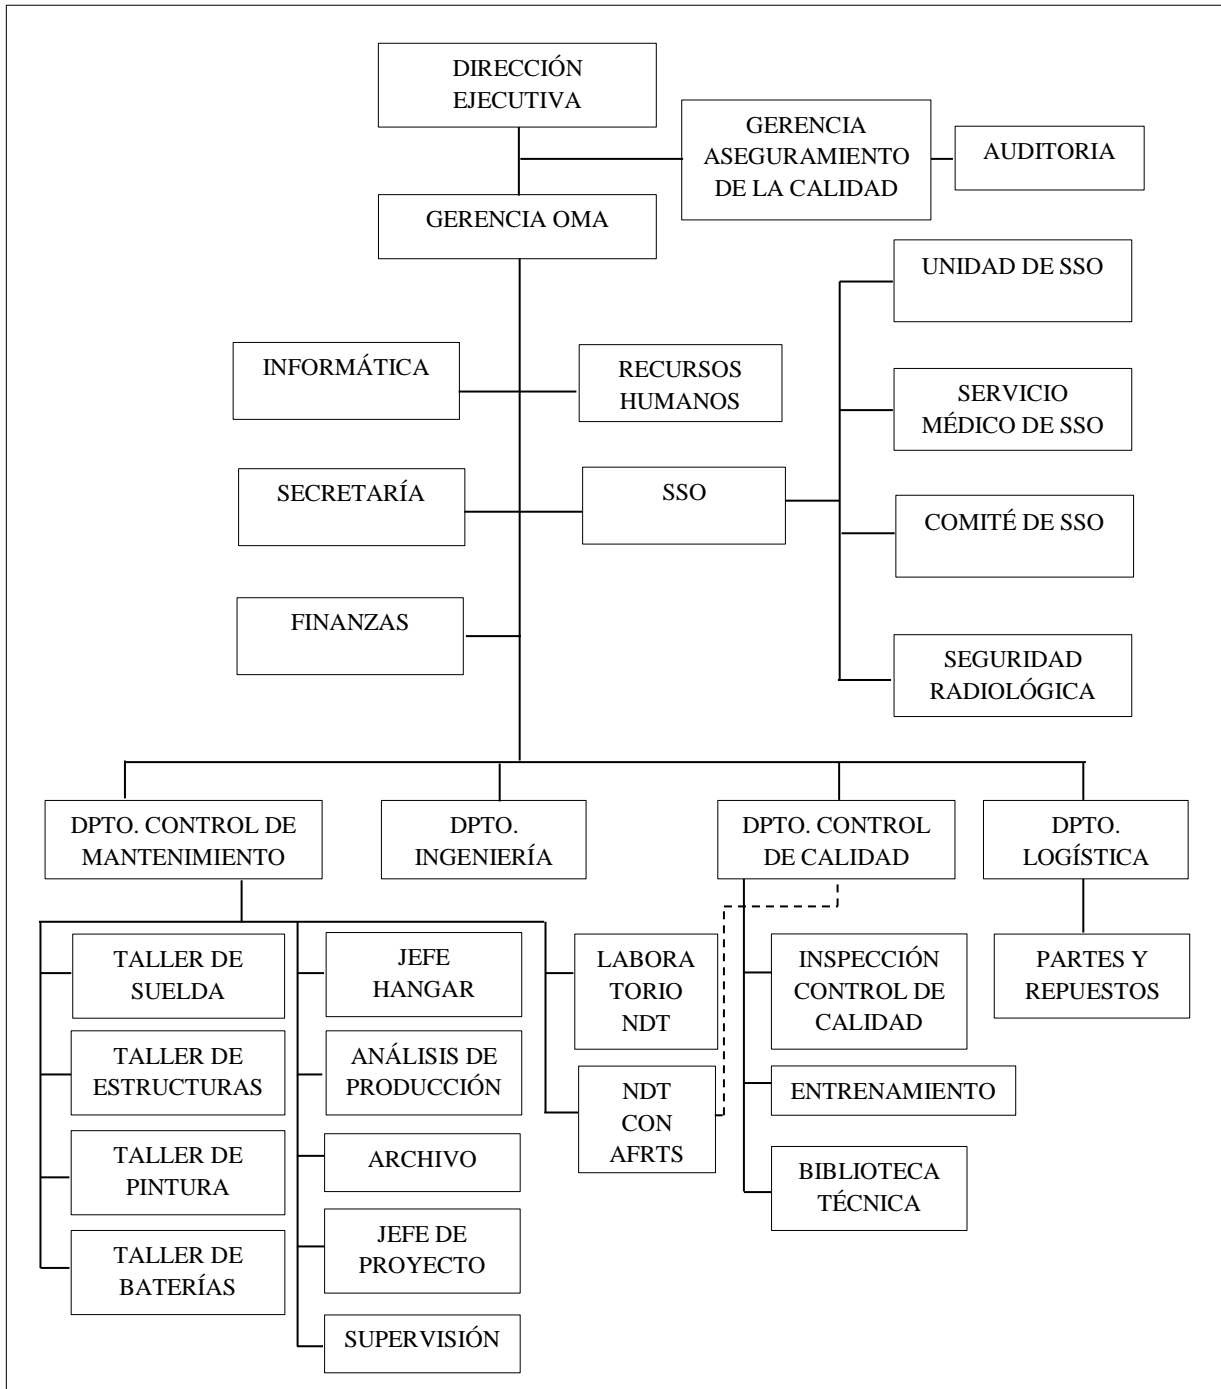 DIRECCIÓN
EJECUTIVA
GERENCIA
ASEGURAMIENTO
DE LA CALIDAD
AUDITORIA
GERENCIA OMA
UNIDAD DE SSO
INFORMÁTICA
RECURSOS
HUMANOS
SERVICIO
MÉDICO DE SSO
SECRETARÍA
SSO
COMITÉ DE SSO
FINANZAS
SEGURIDAD
RADIOLÓGICA
DPTO. CONTROL DE
MANTENIMIENTO
DPTO.
INGENIERÍA
DPTO. CONTROL
DE CALIDAD
DPTO.
LOGÍSTICA
TALLER DE
SUELDA
JEFE
HANGAR
LABORA
TORIO
NDT
INSPECCIÓN
CONTROL DE
CALIDAD
PARTES Y
REPUESTOS
TALLER DE
ESTRUCTURAS
ANÁLISIS DE
PRODUCCIÓN
NDT
CON
AFRTS
ENTRENAMIENTO
TALLER DE
PINTURA
ARCHIVO
BIBLIOTECA
TÉCNICA
TALLER DE
BATERÍAS
JEFE DE
PROYECTO
SUPERVISIÓN